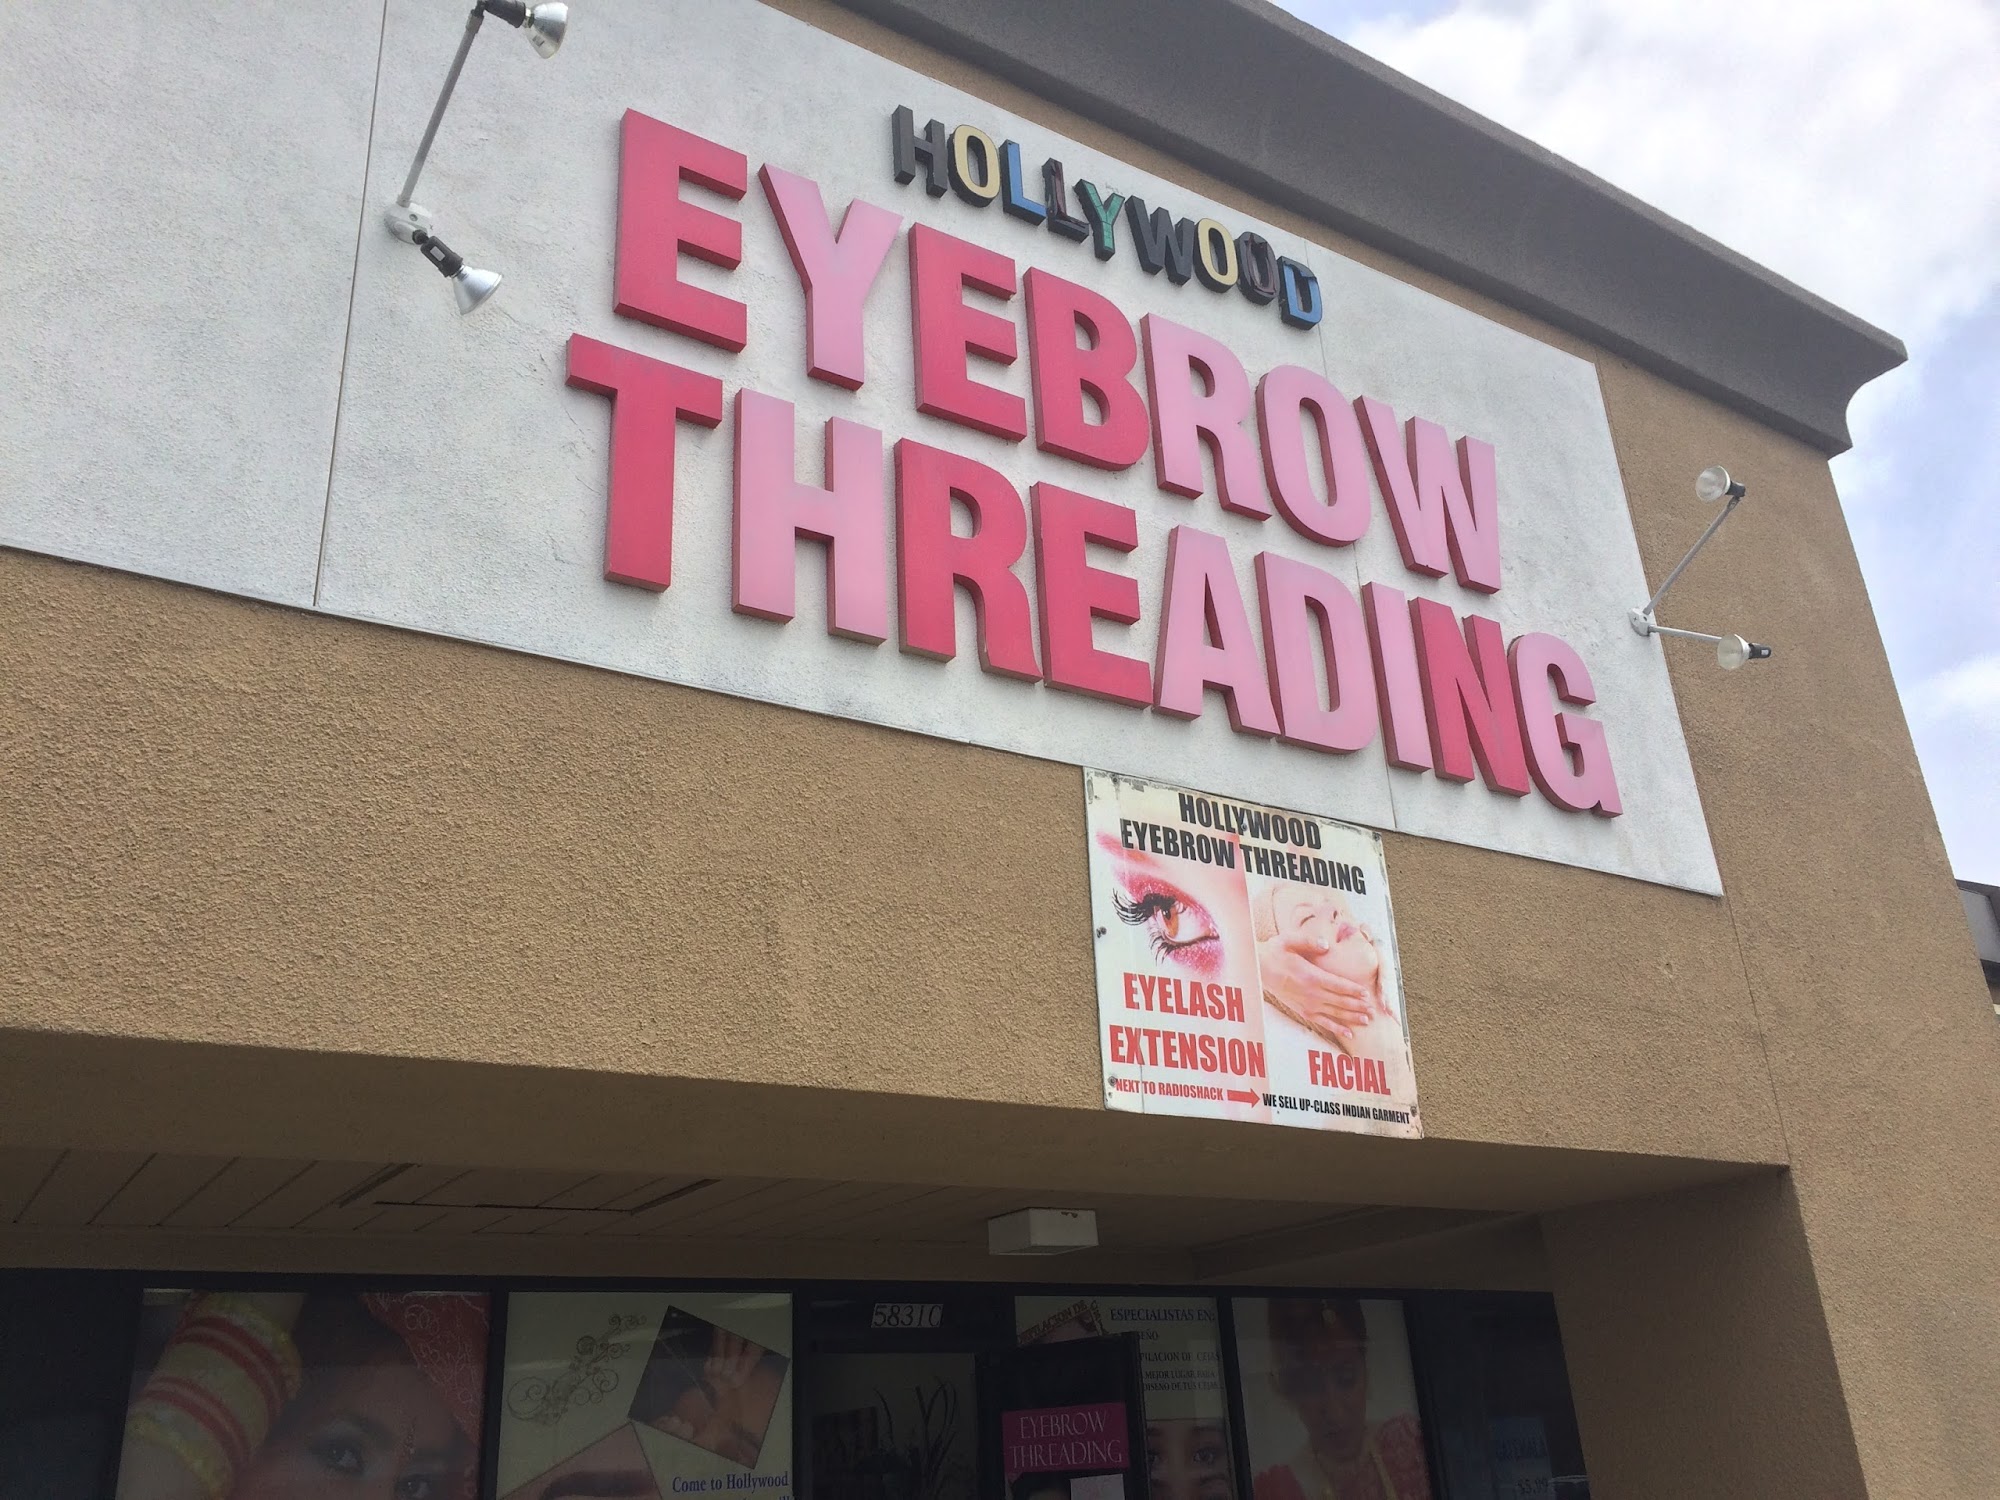 HOLLYWOOD
EYEBROW
THREADING
HOLLYWOOD
EYEBROW THREADING
EYELASH
EXTENSION
FACIAL
NEXT TO RADIOSHACK
WE SELL UP-CLASS INDIAN GARMENT
5831C
ESPECIALISTAS EN:
EYEBROW
THREADING
Come to Hollywood